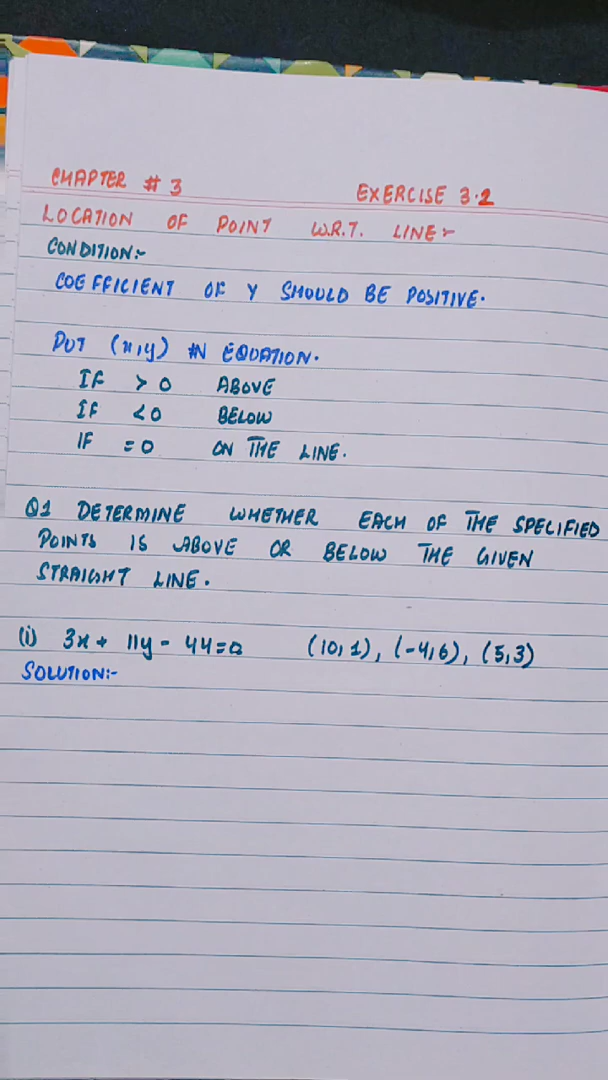 CHAPTER # 3 EXERCISE 3.2
LOCATION OF POINT W.R.T. LINE:-
CONDITION:-
COEFFICIENT OF Y SHOULD BE POSITIVE.
PUT (x,y) IN EQUATION.
IF > 0 ABOVE
IF < 0 BELOW
IF = 0 ON THE LINE.
Q1 DETERMINE WHETHER EACH OF THE SPECIFIED
POINTS IS ABOVE OR BELOW THE GIVEN
STRAIGHT LINE.
(i) 3x + 11y - 44 = 0 (10,1), (-4,6), (5,3)
SOLUTION:-